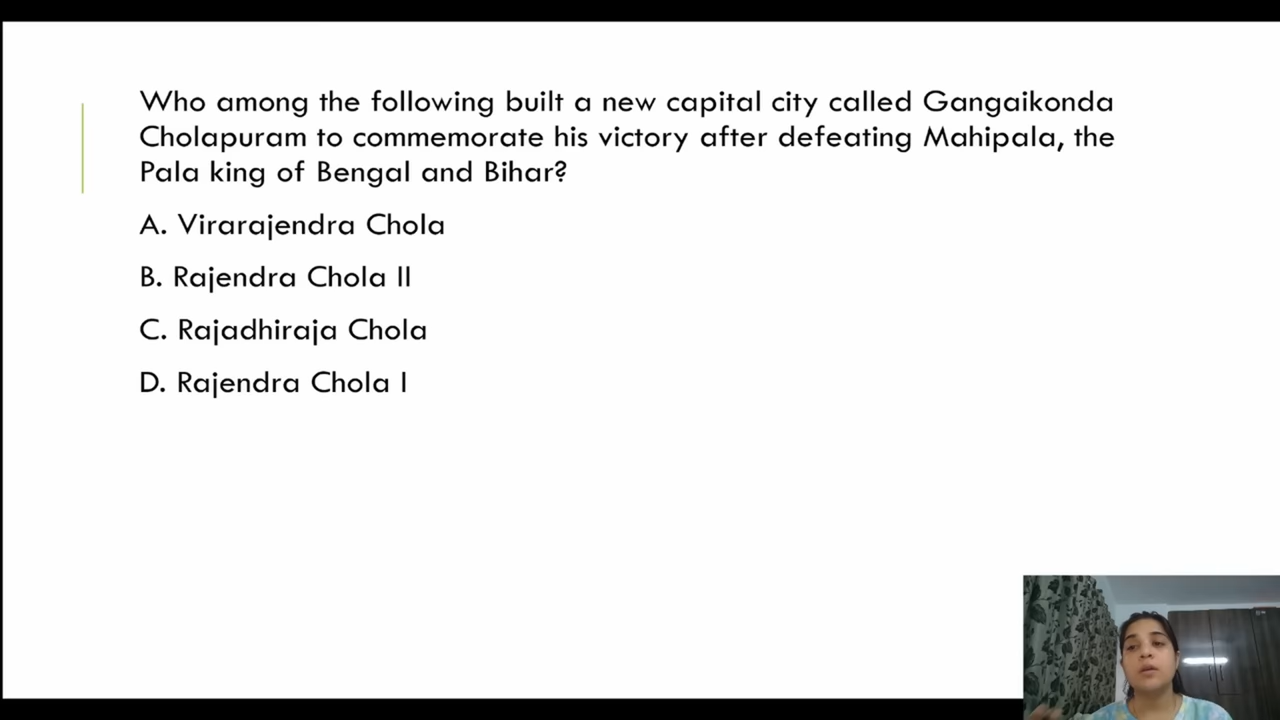 Who among the following built a new capital city called Gangaikonda
Cholapuram to commemorate his victory after defeating Mahipala, the
Pala king of Bengal and Bihar?
A. Virarajendra Chola
B. Rajendra Chola II
C. Rajadhiraja Chola
D. Rajendra Chola I